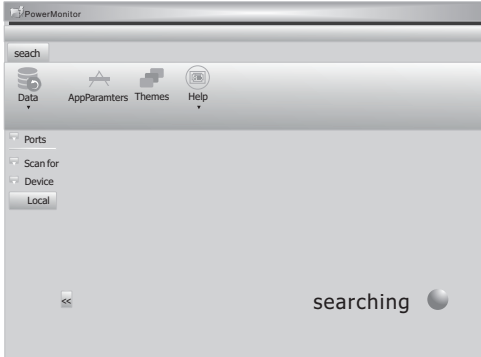 PowerMonitor
seach
Data
AppParamters
Themes
Help
Ports
Scan for
Device
Local
<<
searching